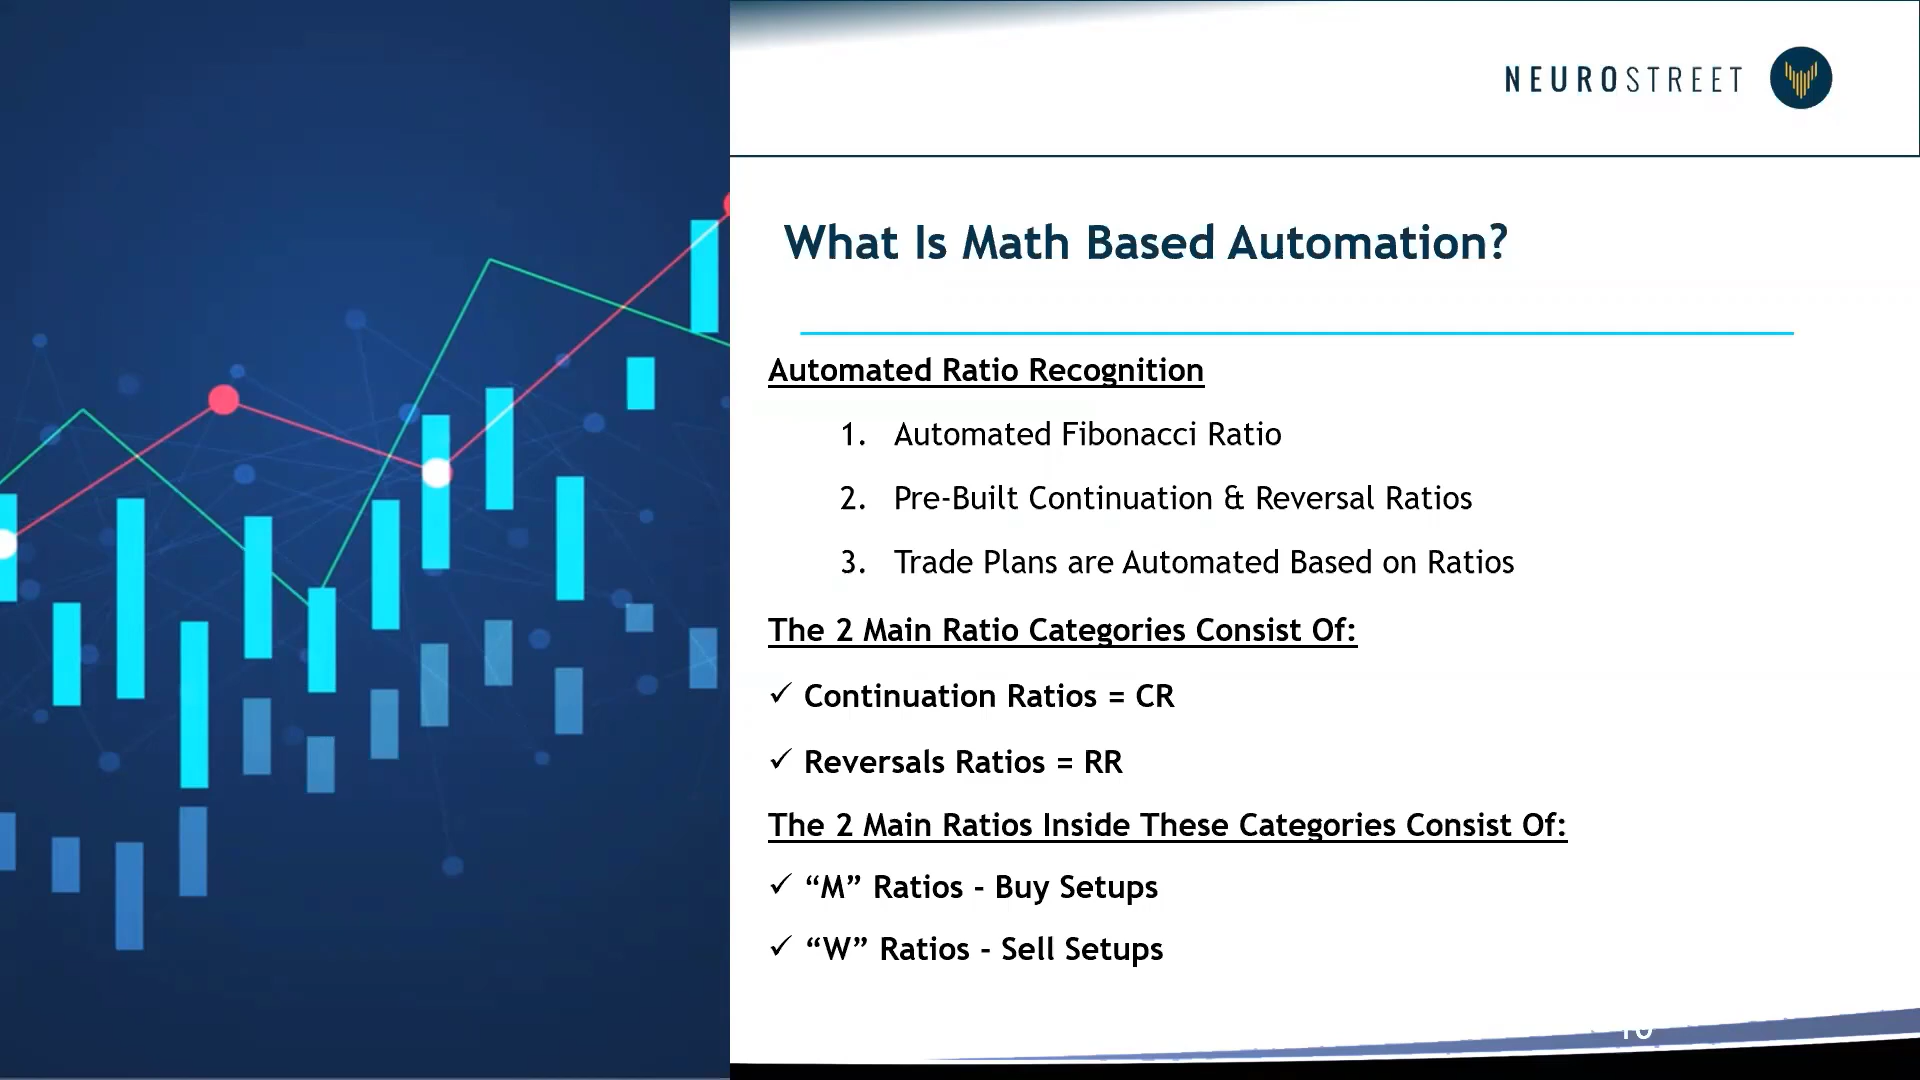 NEUROSTREET
What Is Math Based Automation?
Automated Ratio Recognition
1. Automated Fibonacci Ratio
2. Pre-Built Continuation & Reversal Ratios
3. Trade Plans are Automated Based on Ratios
The 2 Main Ratio Categories Consist Of:
✓ Continuation Ratios = CR
✓ Reversals Ratios = RR
The 2 Main Ratios Inside These Categories Consist Of:
✓ “M” Ratios - Buy Setups
✓ “W” Ratios - Sell Setups